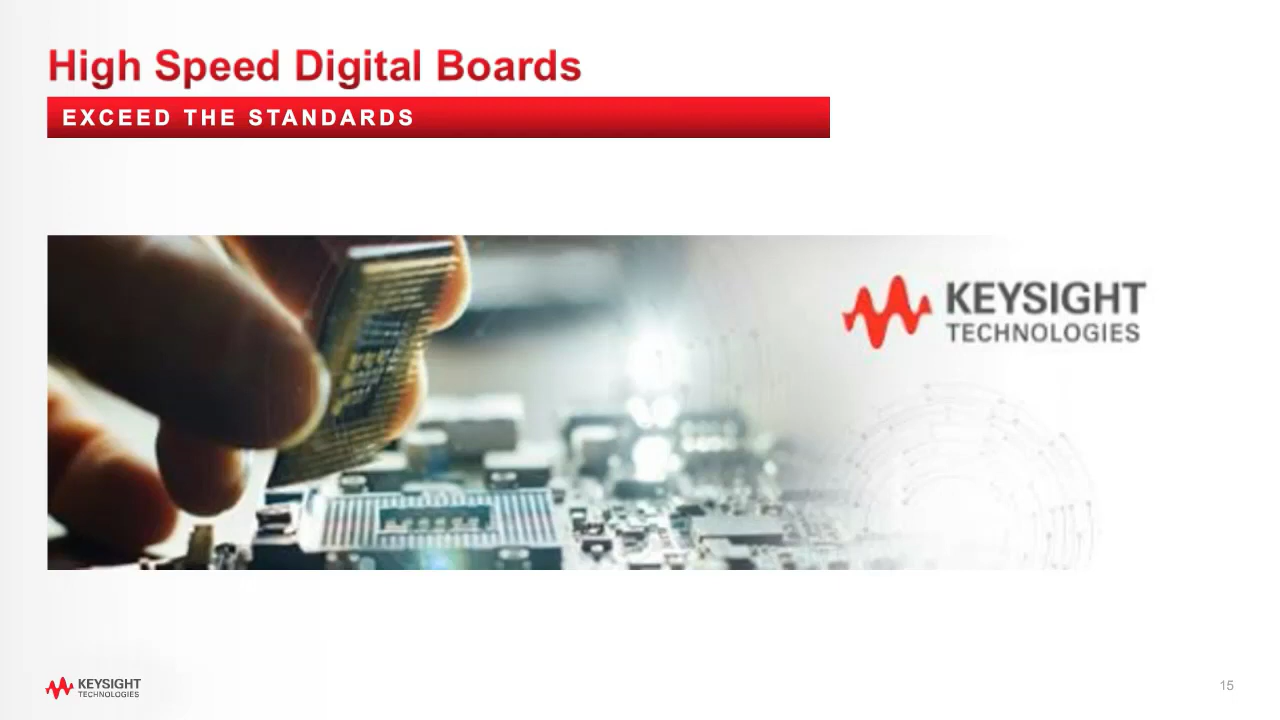 High Speed Digital Boards
EXCEED THE STANDARDS
KEYSIGHT
TECHNOLOGIES
KEYSIGHT
TECHNOLOGIES
15